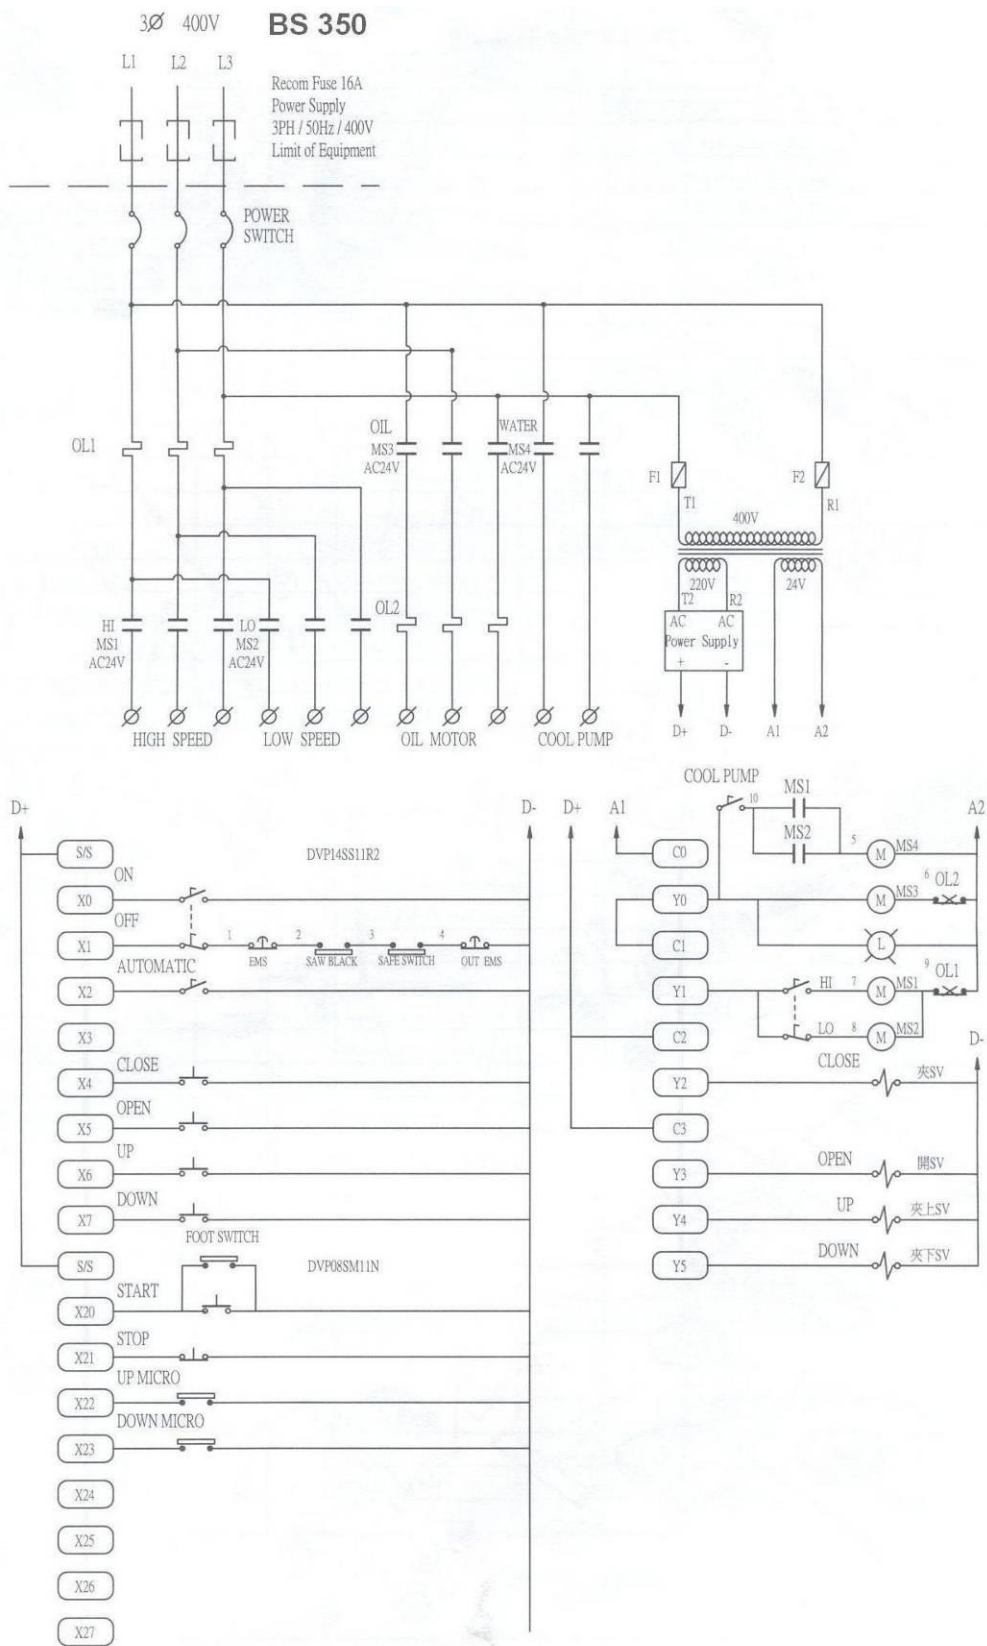 3Ø 400V BS 350
L1 L2 L3
Recom Fuse 16A
Power Supply
3PH / 50Hz / 400V
Limit of Equipment
POWER
SWITCH
OL1
OIL
MS3
AC24V
WATER
MS4
AC24V
F1
T1
F2
R1
400V
220V
24V
T2
R2
AC AC
Power Supply
+ -
OL2
HI
MS1
AC24V
LO
MS2
AC24V
HIGH SPEED
LOW SPEED
OIL MOTOR
COOL PUMP
D+ D- A1 A2
D+
D-
S/S
DVP14SS11R2
ON
X0
OFF
X1
1 2 3 4
EMS
SAW BLACK
SAFE SWITCH
OUT EMS
AUTOMATIC
X2
X3
CLOSE
X4
OPEN
X5
UP
X6
DOWN
X7
FOOT SWITCH
S/S
DVP08SM11N
START
X20
STOP
X21
UP MICRO
X22
DOWN MICRO
X23
X24
X25
X26
X27
D+
A1
COOL PUMP
10
MS1
MS2
A2
C0
5
M
MS4
Y0
M
MS3
6
OL2
C1
L
Y1
HI
7
M
MS1
9
OL1
C2
LO
8
M
MS2
D-
CLOSE
Y2
夾SV
C3
OPEN
Y3
開SV
UP
Y4
夾上SV
DOWN
Y5
夾下SV